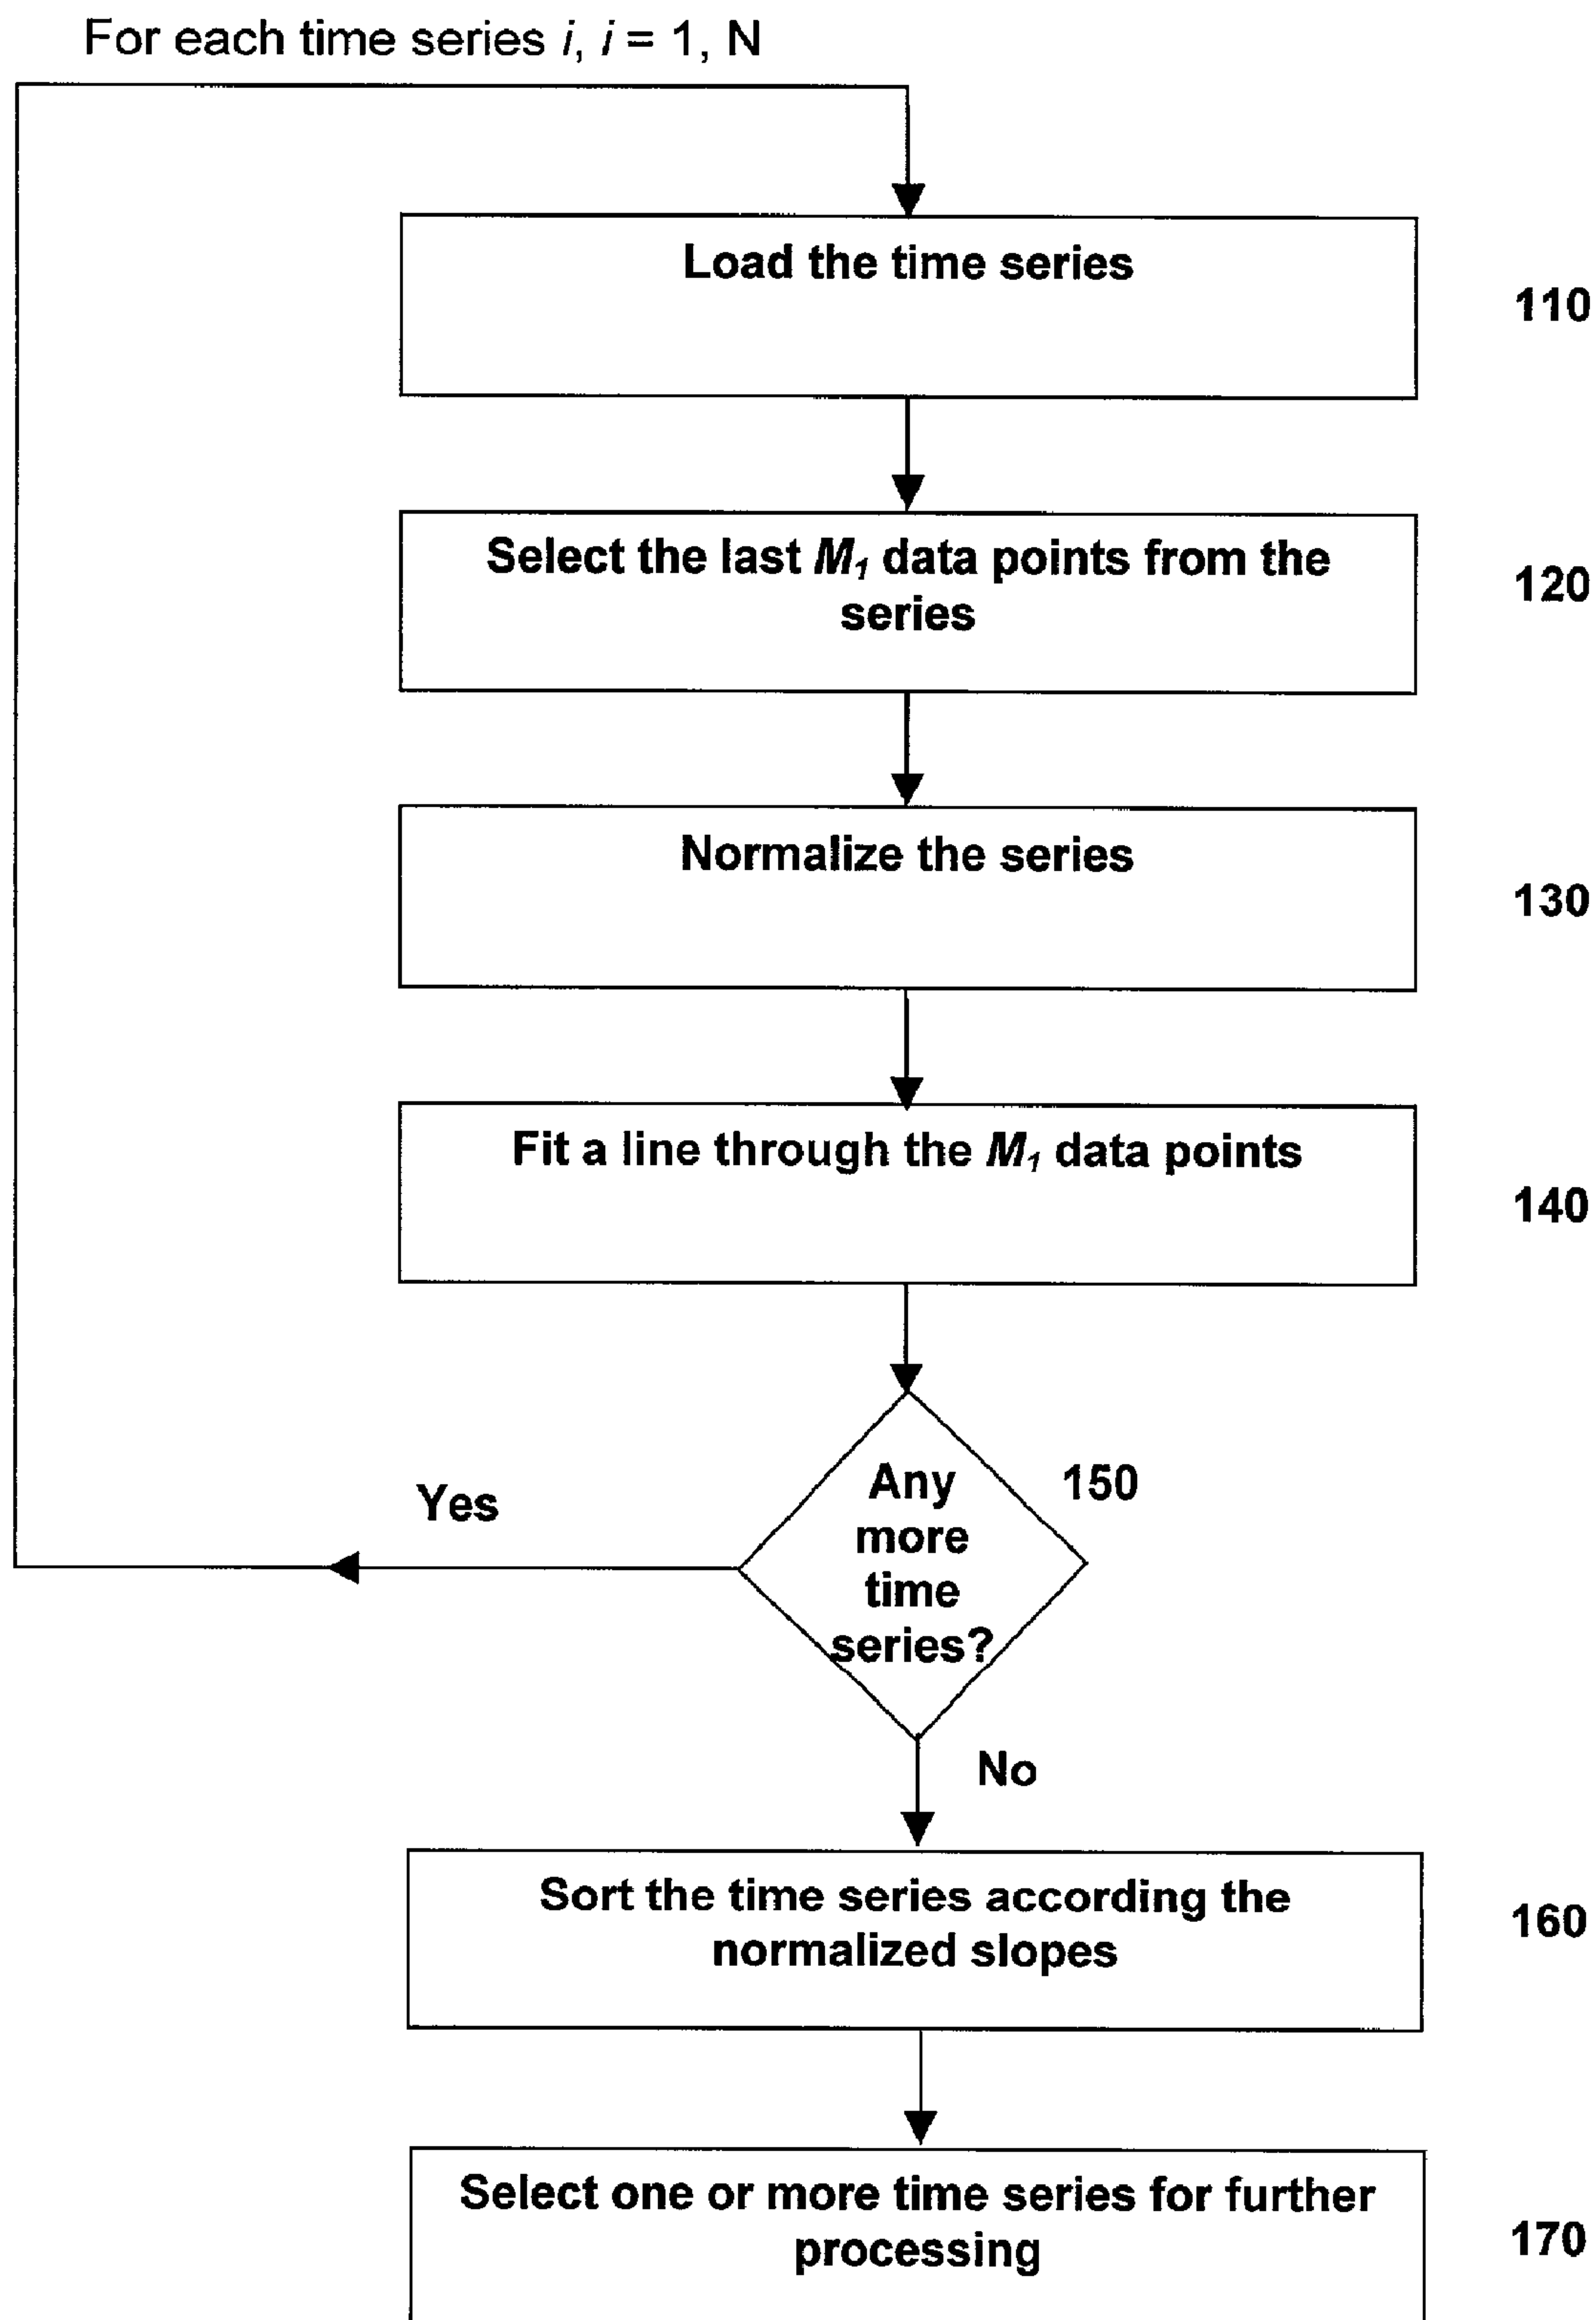 For each time series i, i = 1, N
Load the time series
110
Select the last M₁ data points from the
series
120
Normalize the series
130
Fit a line through the M₁ data points
140
Any
more
time
series?
150
Yes
No
Sort the time series according the
normalized slopes
160
Select one or more time series for further
processing
170